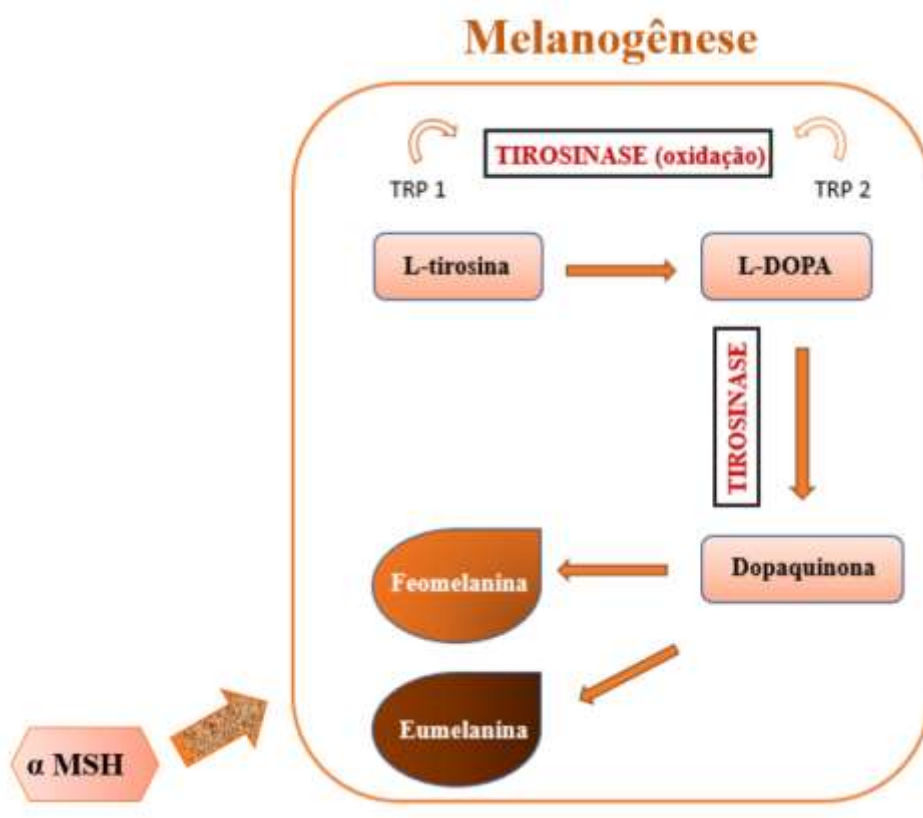 Melanogênese
TIROSINASE (oxidação)
TRP 1
TRP 2
L-tirosina
L-DOPA
TIROSINASE
Dopaquinona
Feomelanina
Eumelanina
α MSH